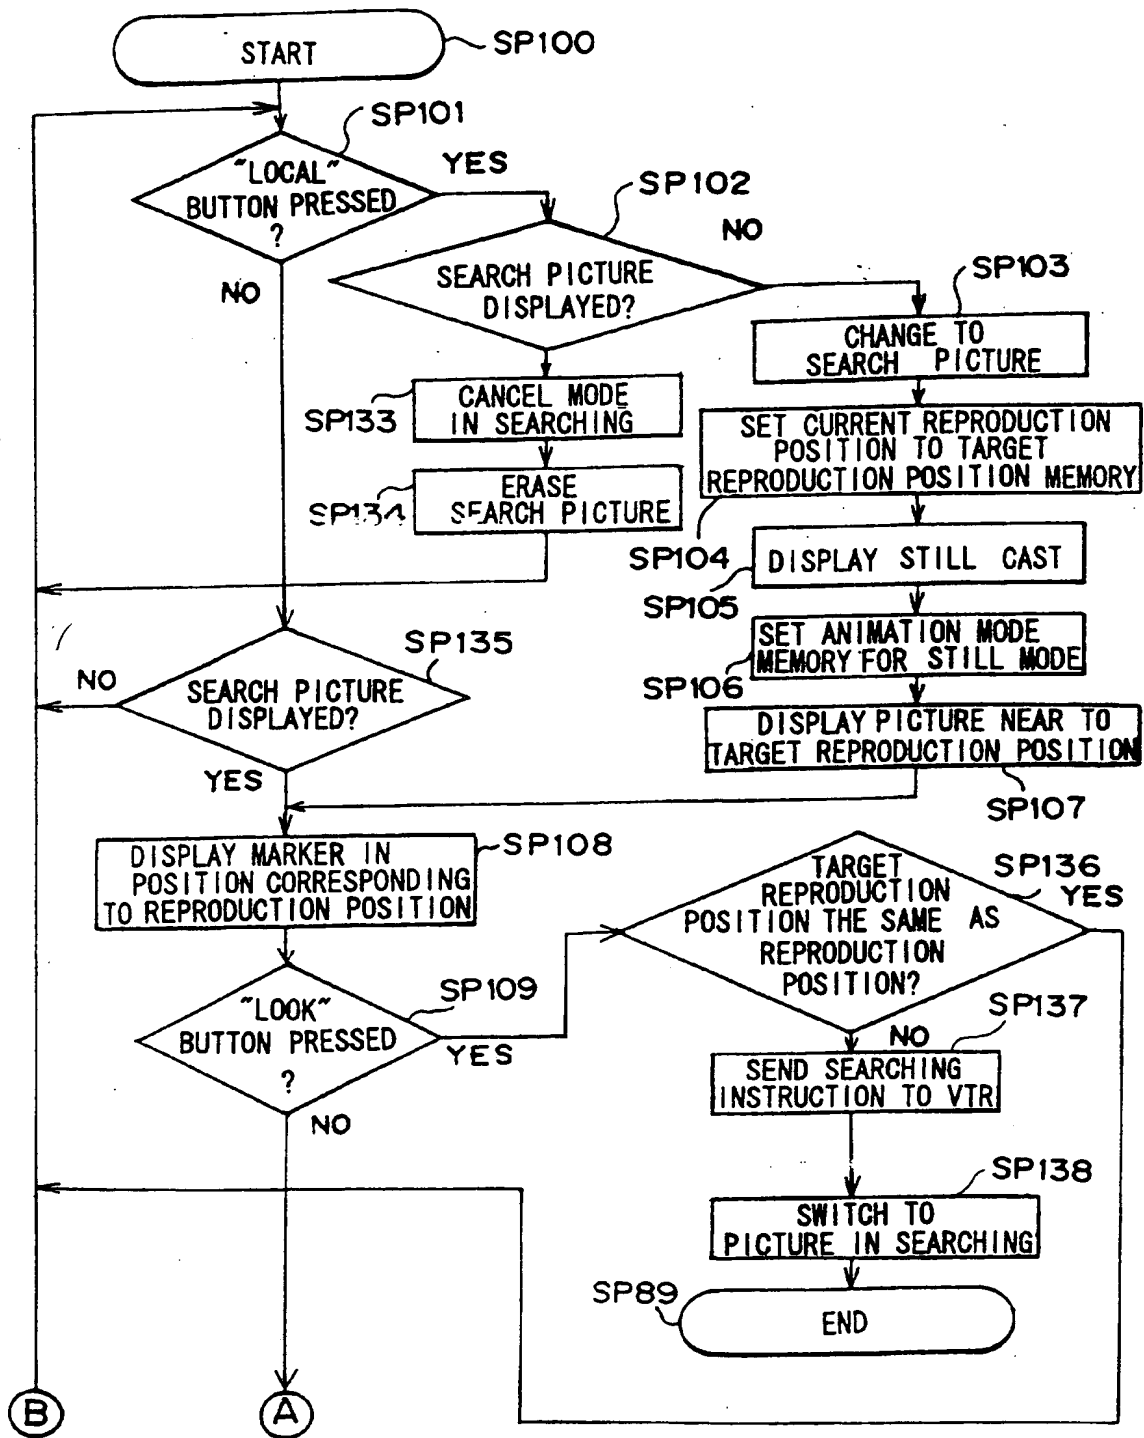 START
SP100
SP101
"LOCAL"
BUTTON PRESSED
?
YES
NO
SP102
SEARCH PICTURE
DISPLAYED?
NO
SP103
CHANGE TO
SEARCH PICTURE
SP133
CANCEL MODE
IN SEARCHING
SP134
ERASE
SEARCH PICTURE
SET CURRENT REPRODUCTION
POSITION TO TARGET
REPRODUCTION POSITION MEMORY
SP104
DISPLAY STILL CAST
SP105
SET ANIMATION MODE
MEMORY FOR STILL MODE
SP106
DISPLAY PICTURE NEAR TO
TARGET REPRODUCTION POSITION
SP107
SP135
NO
SEARCH PICTURE
DISPLAYED?
YES
DISPLAY MARKER IN
POSITION CORRESPONDING
TO REPRODUCTION POSITION
SP108
"LOOK"
BUTTON PRESSED
?
SP109
YES
NO
TARGET
REPRODUCTION
POSITION THE SAME AS
REPRODUCTION
POSITION?
SP136
YES
NO
SP137
SEND SEARCHING
INSTRUCTION TO VTR
SP138
SWITCH TO
PICTURE IN SEARCHING
SP89
END
B
A